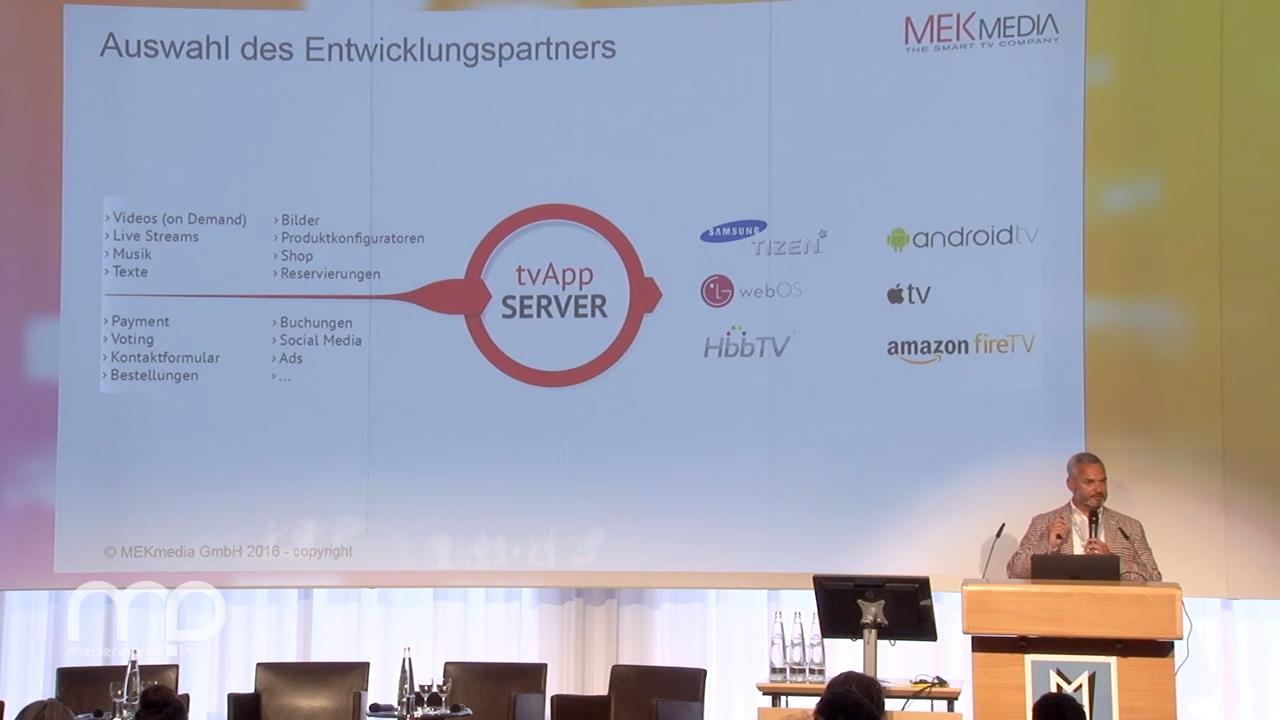 Auswahl des Entwicklungspartners
MEKMEDIA
THE SMART TV COMPANY
› Videos (on Demand)
› Live Streams
› Musik
› Texte
› Bilder
› Produktkonfiguratoren
› Shop
› Reservierungen
› Payment
› Voting
› Kontaktformular
› Bestellungen
› Buchungen
› Social Media
› Ads
› ...
tvApp
SERVER
SAMSUNG
TIZEN
LG webOS
HbbTV
androidtv
tv
amazon fireTV
© MEKmedia GmbH 2016 - copyright
M